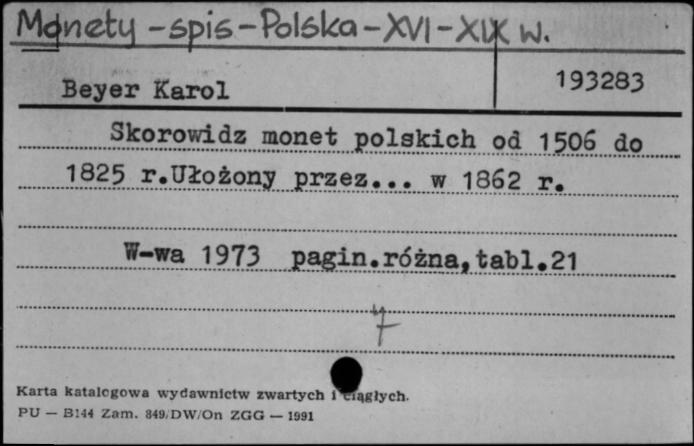 Monety - spis - Polska - XVI - XIX w.
Beyer Karol
193283
Skorowidz monet polskich od 1506 do
1825 r.Ułożony przez... w 1862 r.
W-wa 1973 pagin.różna,tabl.21
7
Karta katalogowa wydawnictw zwartych i ciągłych.
PU — B144 Zam. 849/DW/On ZGG — 1991